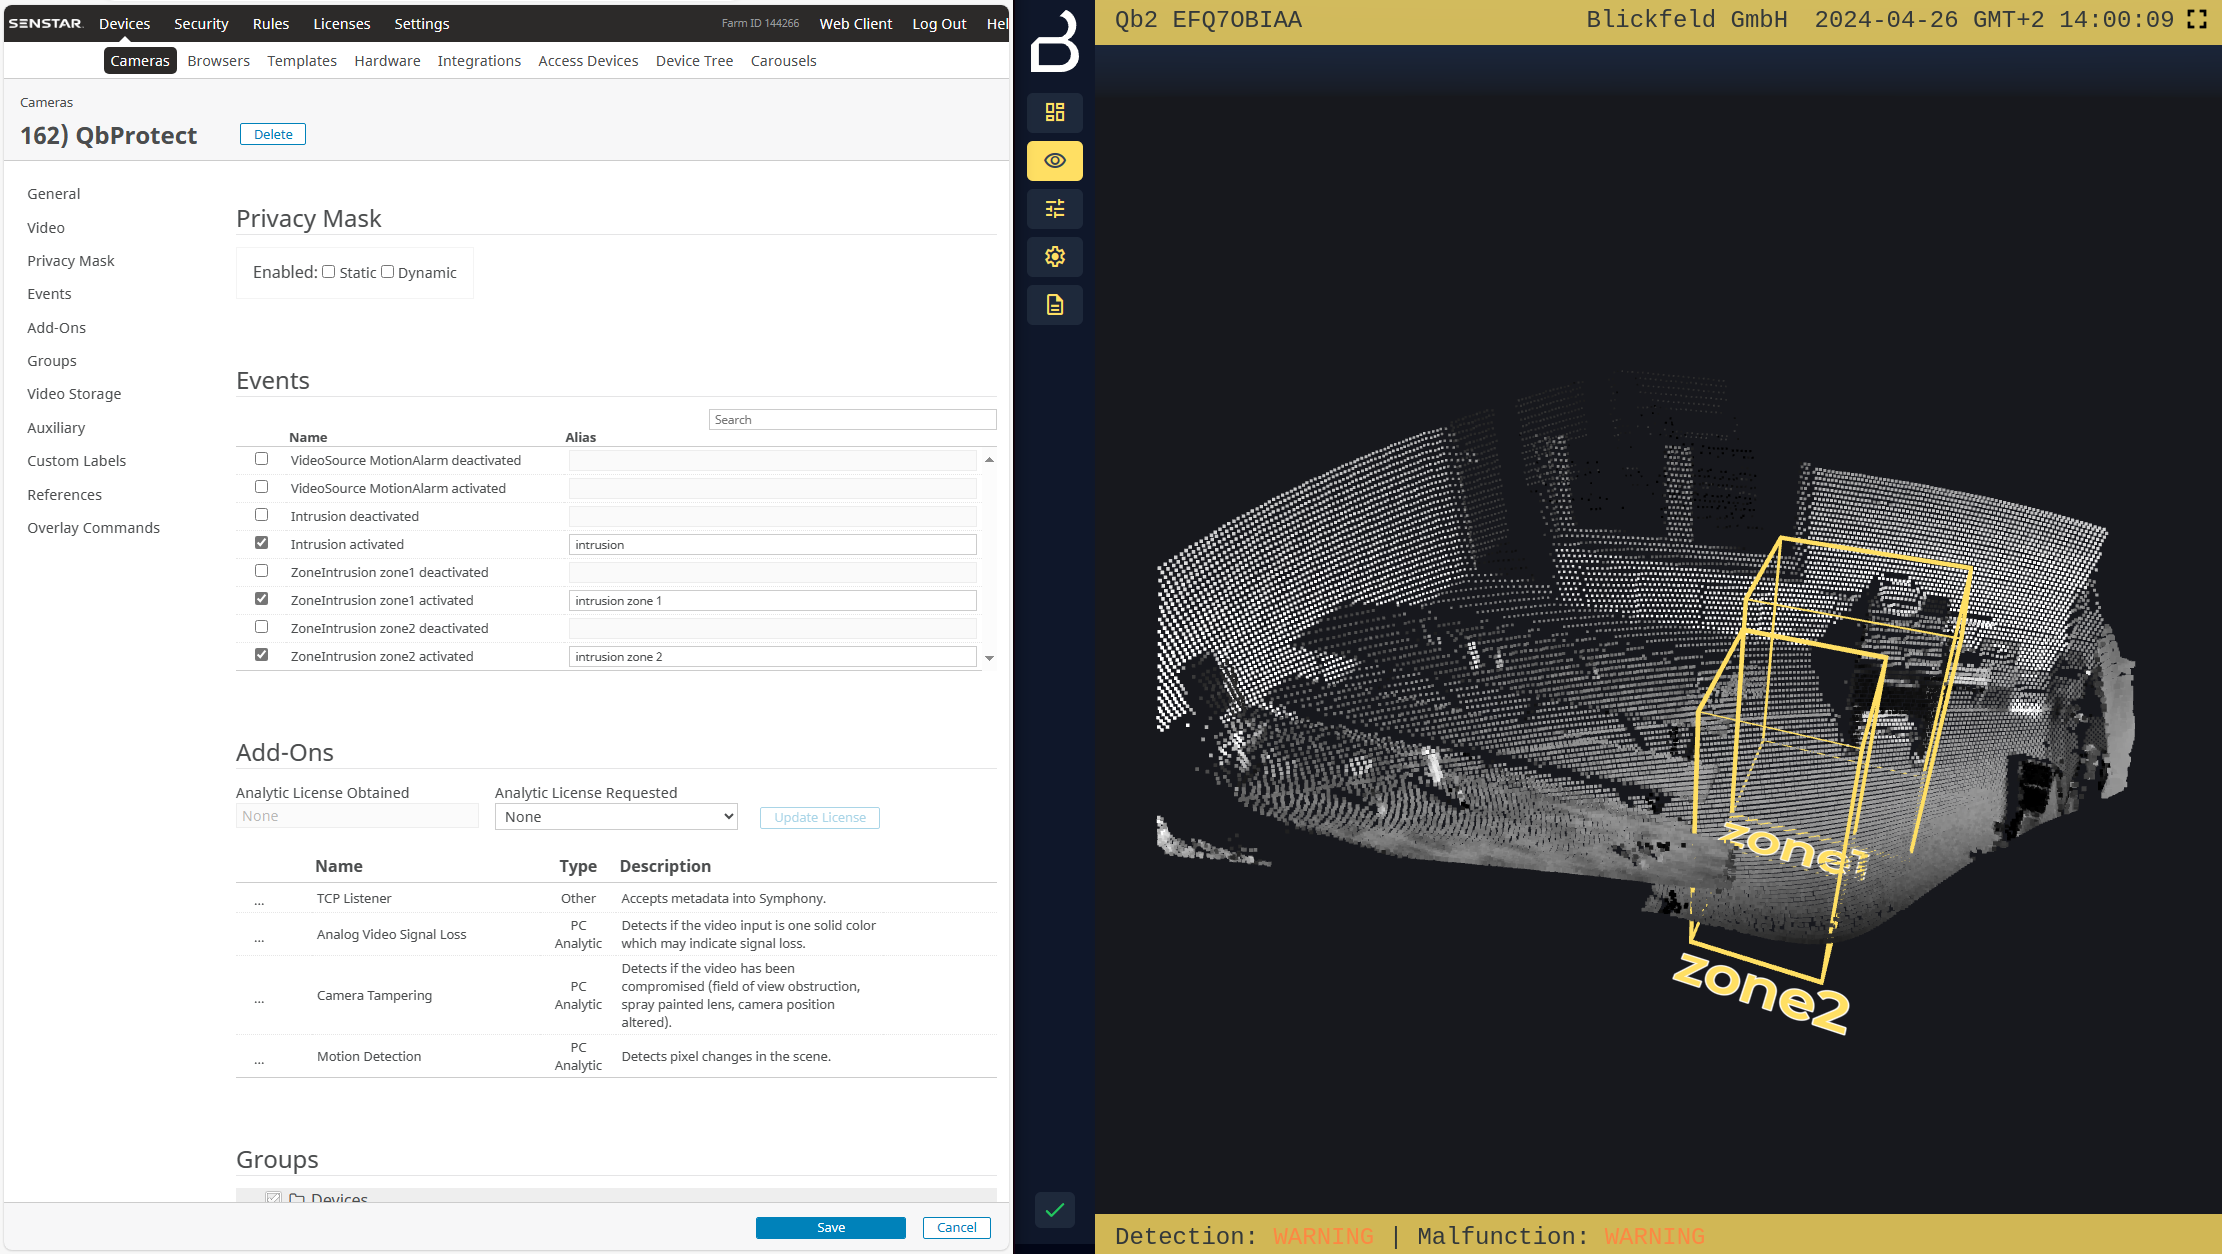 SENSTAR Devices Security Rules Licenses Settings Farm ID 144266 Web Client Log Out Hel
Cameras Browsers Templates Hardware Integrations Access Devices Device Tree Carousels
Cameras
162) QbProtect Delete
General
Video
Privacy Mask
Events
Add-Ons
Groups
Video Storage
Auxiliary
Custom Labels
References
Overlay Commands
Privacy Mask
Enabled: Static Dynamic
Events
Search
Name Alias
VideoSource MotionAlarm deactivated
VideoSource MotionAlarm activated
Intrusion deactivated
Intrusion activated intrusion
ZoneIntrusion zone1 deactivated
ZoneIntrusion zone1 activated intrusion zone 1
ZoneIntrusion zone2 deactivated
ZoneIntrusion zone2 activated intrusion zone 2
Add-Ons
Analytic License Obtained Analytic License Requested
None None Update License
Name Type Description
... TCP Listener Other Accepts metadata into Symphony.
... Analog Video Signal Loss PC Analytic Detects if the video input is one solid color
which may indicate signal loss.
... Camera Tampering PC Analytic Detects if the video has been
compromised (field of view obstruction,
spray painted lens, camera position
altered).
... Motion Detection PC Analytic Detects pixel changes in the scene.
Groups
Devices
Save Cancel
Qb2 EFQ7OBIAA Blickfeld GmbH 2024-04-26 GMT+2 14:00:09
zone1
zone2
Detection: WARNING | Malfunction: WARNING